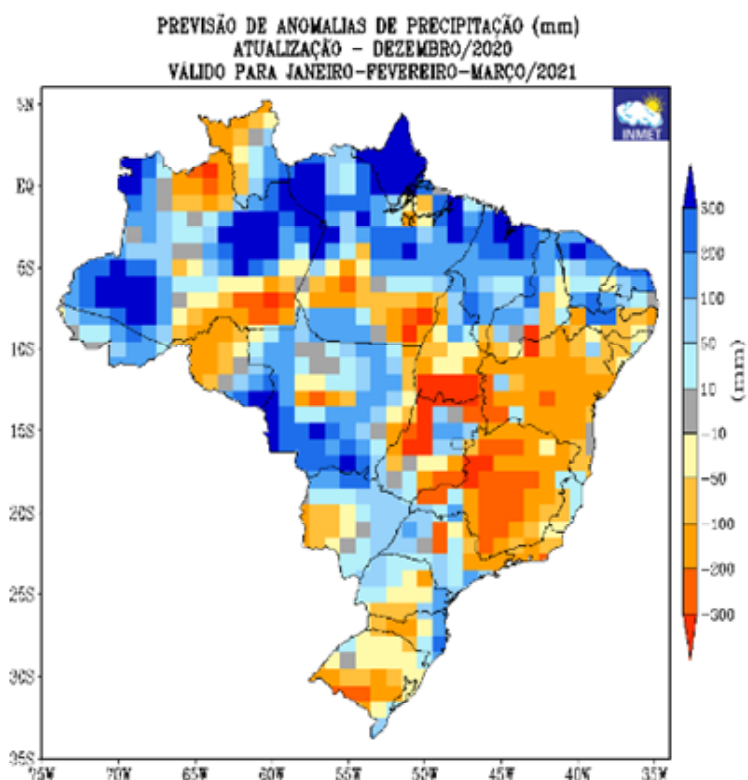 PREVISÃO DE ANOMALIAS DE PRECIPITAÇÃO (mm)
ATUALIZAÇÃO - DEZEMBRO/2020
VÁLIDO PARA JANEIRO-FEVEREIRO-MARÇO/2021
INMET
5N
EQ
5S
10S
15S
20S
25S
30S
35S
75W 70W 65W 60W 55W 50W 45W 40W 35W
300
200
100
50
10
-10
-50
-100
-200
-300
(mm)